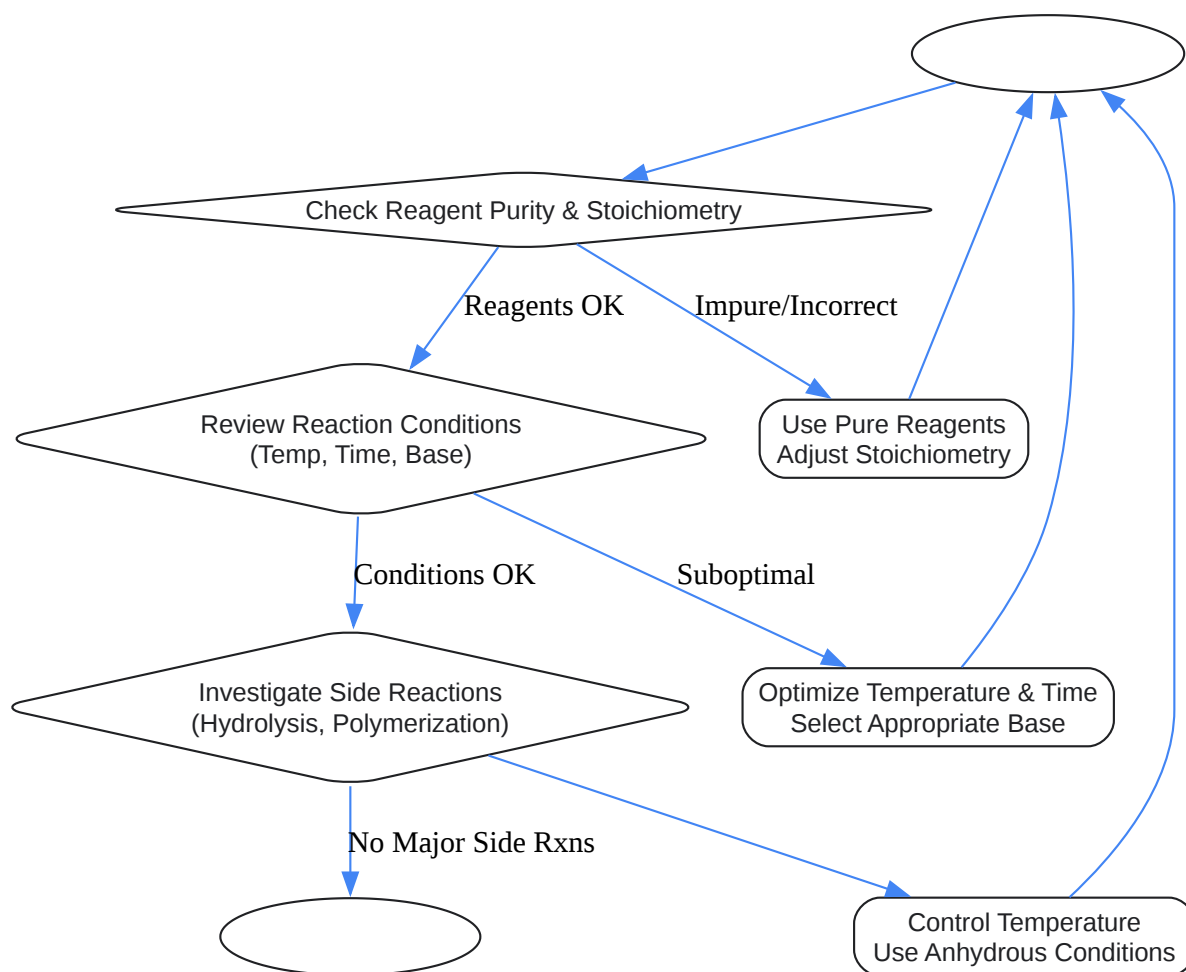 Check Reagent Purity & Stoichiometry
Reagents OK
Impure/Incorrect
Review Reaction Conditions
(Temp, Time, Base)
Use Pure Reagents
Adjust Stoichiometry
Conditions OK
Suboptimal
Investigate Side Reactions
(Hydrolysis, Polymerization)
Optimize Temperature & Time
Select Appropriate Base
No Major Side Rxns
Control Temperature
Use Anhydrous Conditions